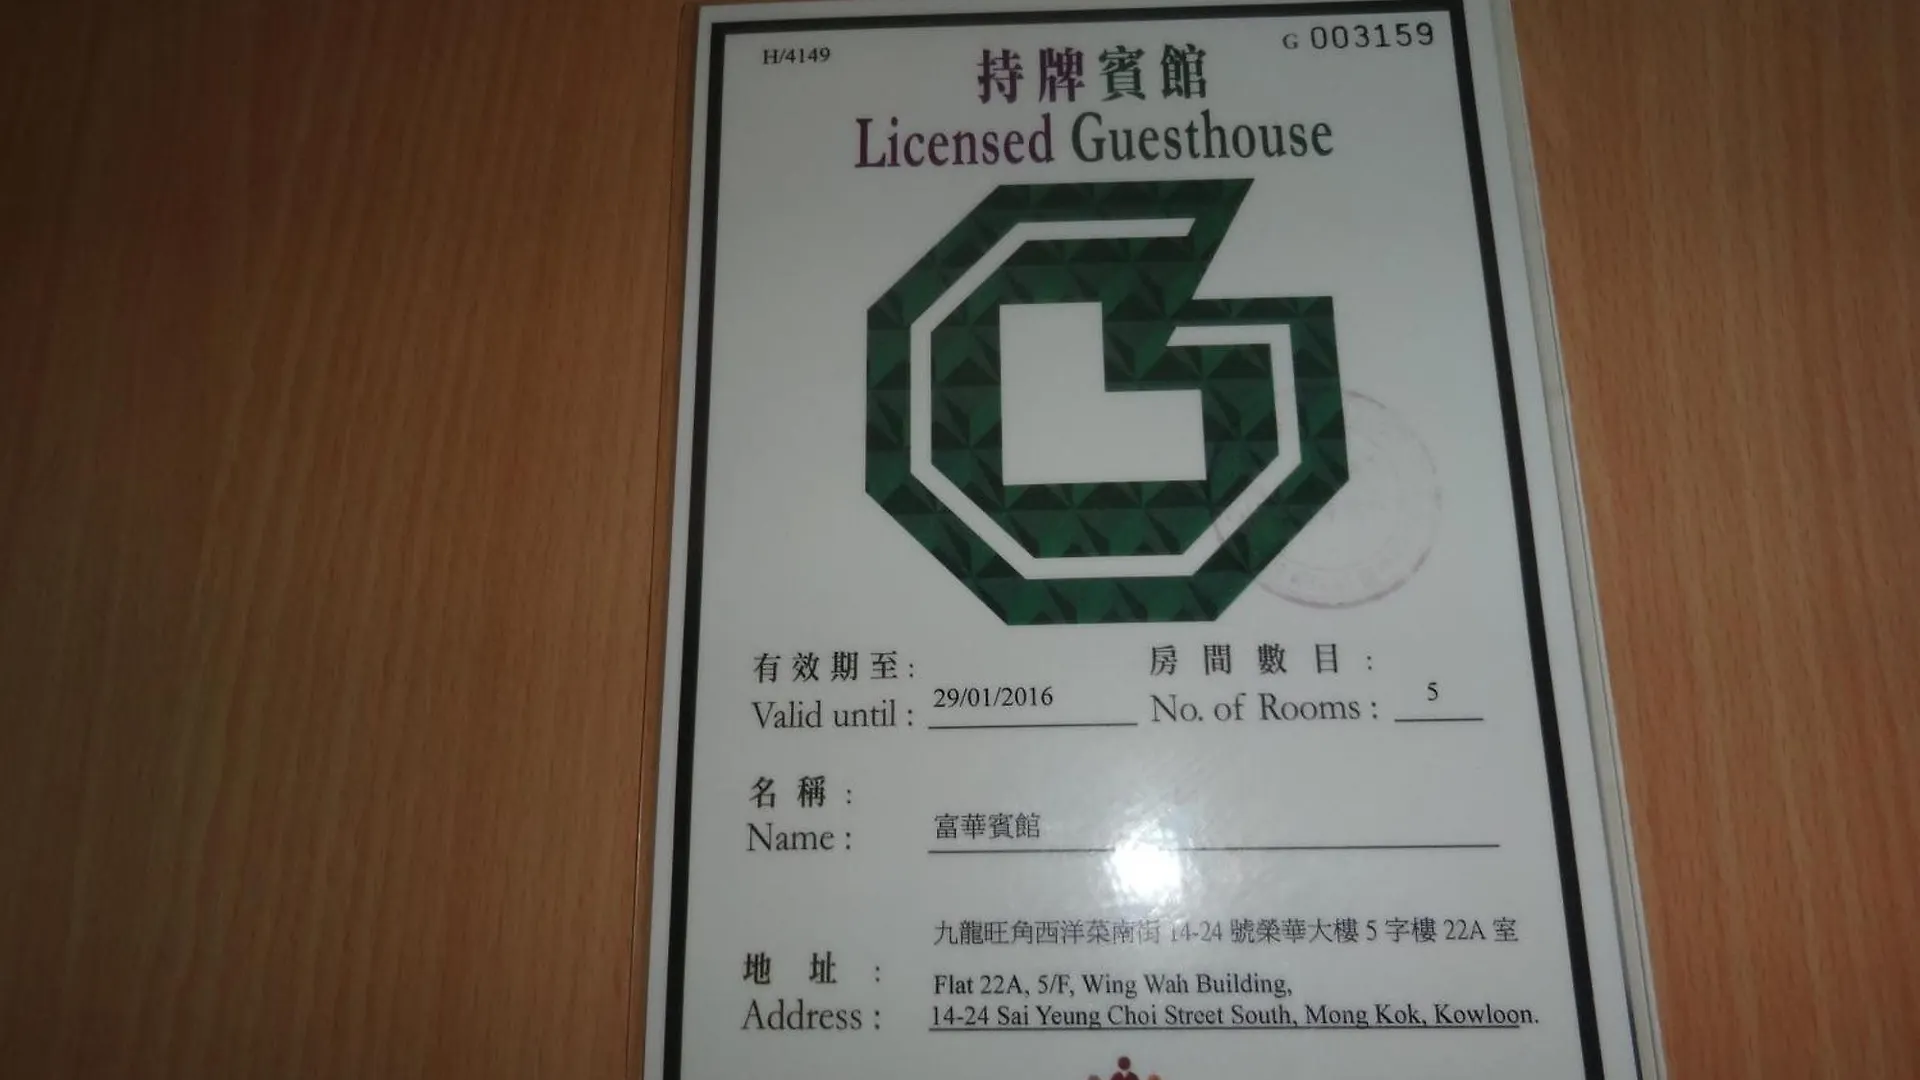 H/4149
G 003159
持牌賓館
Licensed Guesthouse
有效期至:
Valid until: 29/01/2016
房間數目:
No. of Rooms: 5
名稱:
Name: 富華賓館
九龍旺角西洋菜南街 14-24 號榮華大樓 5 字樓 22A 室
地址:
Address: Flat 22A, 5/F, Wing Wah Building,
14-24 Sai Yeung Choi Street South, Mong Kok, Kowloon.